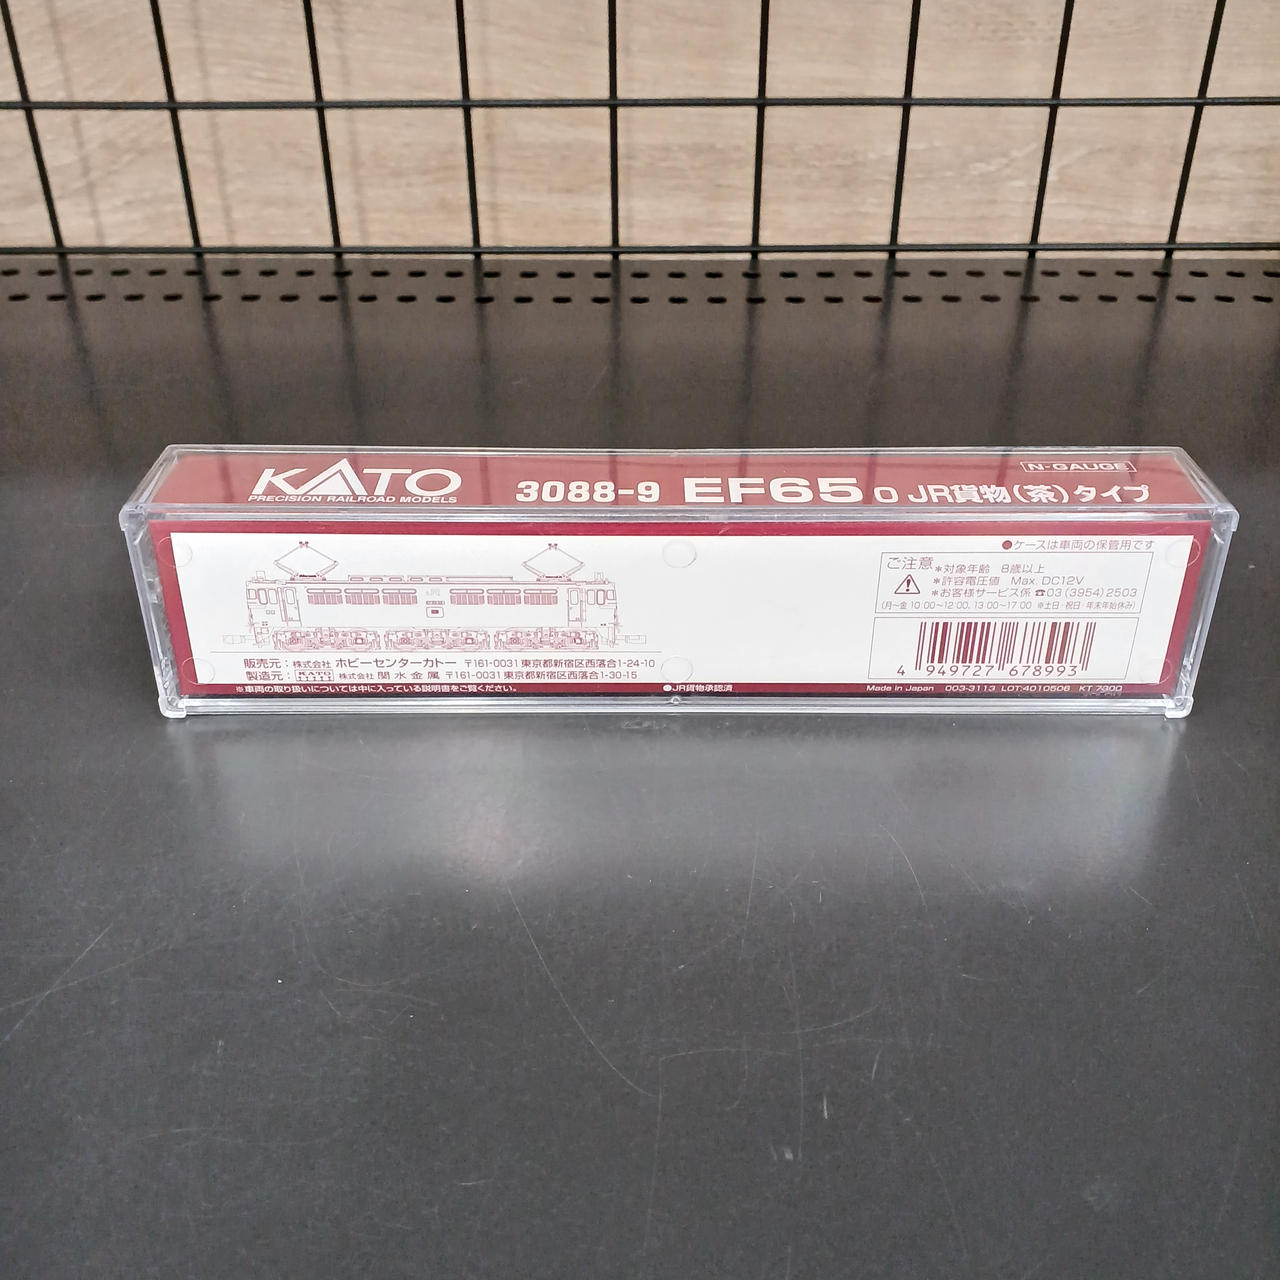 KATO
PRECISION RAILROAD MODELS
N-GAUGE
3088-9 EF65 0 JR貨物(茶)タイプ
●ケースは車両の保管用です
ご注意 *対象年齢 8歳以上
*許容電圧値 Max. DC12V
*お客様サービス係 ☎03(3954)2503
(月〜金 10:00〜12:00, 13:00〜17:00 ※土日・祝日・年末年始休み)
4 949727 678993
販売元:株式会社 ホビーセンターカトー 〒161-0031 東京都新宿区西落合1-24-10
製造元:KATO 株式会社 関水金属 〒161-0031 東京都新宿区西落合1-30-15
※車両の取り扱いについては中に入っている説明書をご覧ください。
●JR貨物承認済
Made in Japan 003-3113 LOT:4010506 KT 7900